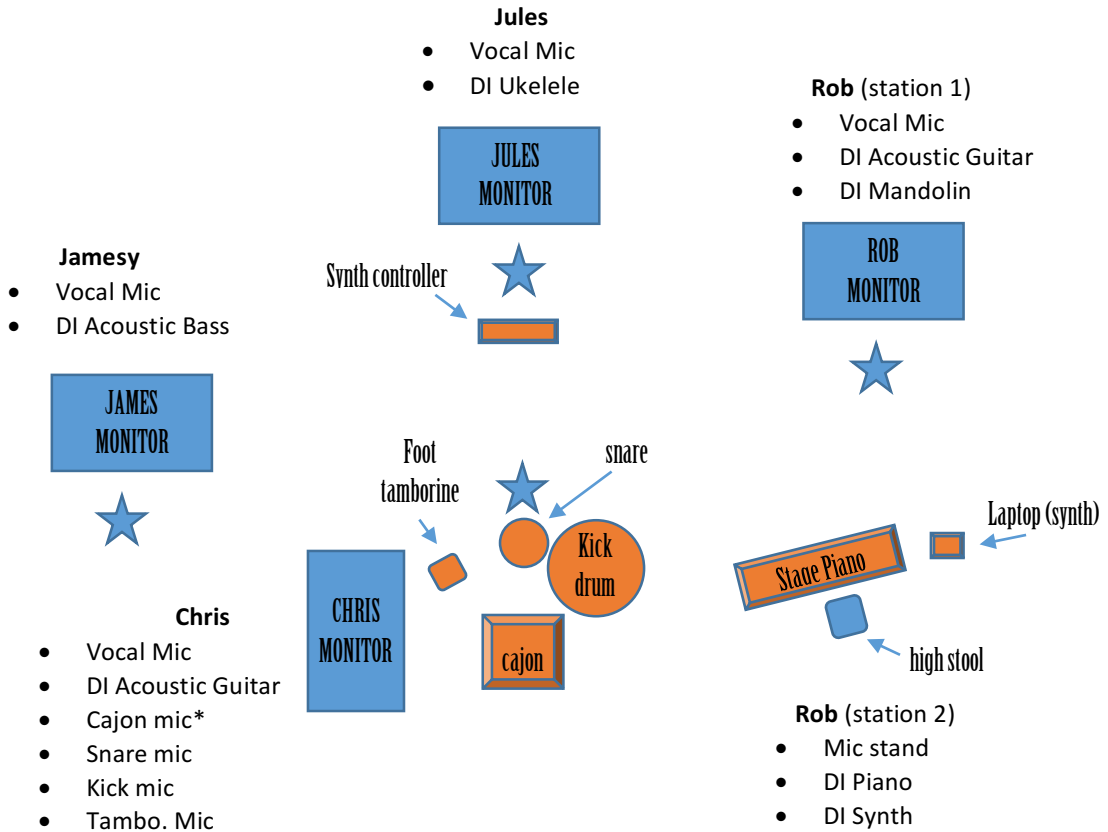 Jules
• Vocal Mic
• DI Ukelele
Rob (station 1)
• Vocal Mic
• DI Acoustic Guitar
• DI Mandolin
JULES
MONITOR
ROB
MONITOR
Synth controller
Jamesy
• Vocal Mic
• DI Acoustic Bass
JAMES
MONITOR
Foot
tamborine
snare
Kick
drum
Laptop (synth)
Stage Piano
CHRIS
MONITOR
cajon
high stool
Chris
• Vocal Mic
• DI Acoustic Guitar
• Cajon mic*
• Snare mic
• Kick mic
• Tambo. Mic
Rob (station 2)
• Mic stand
• DI Piano
• DI Synth